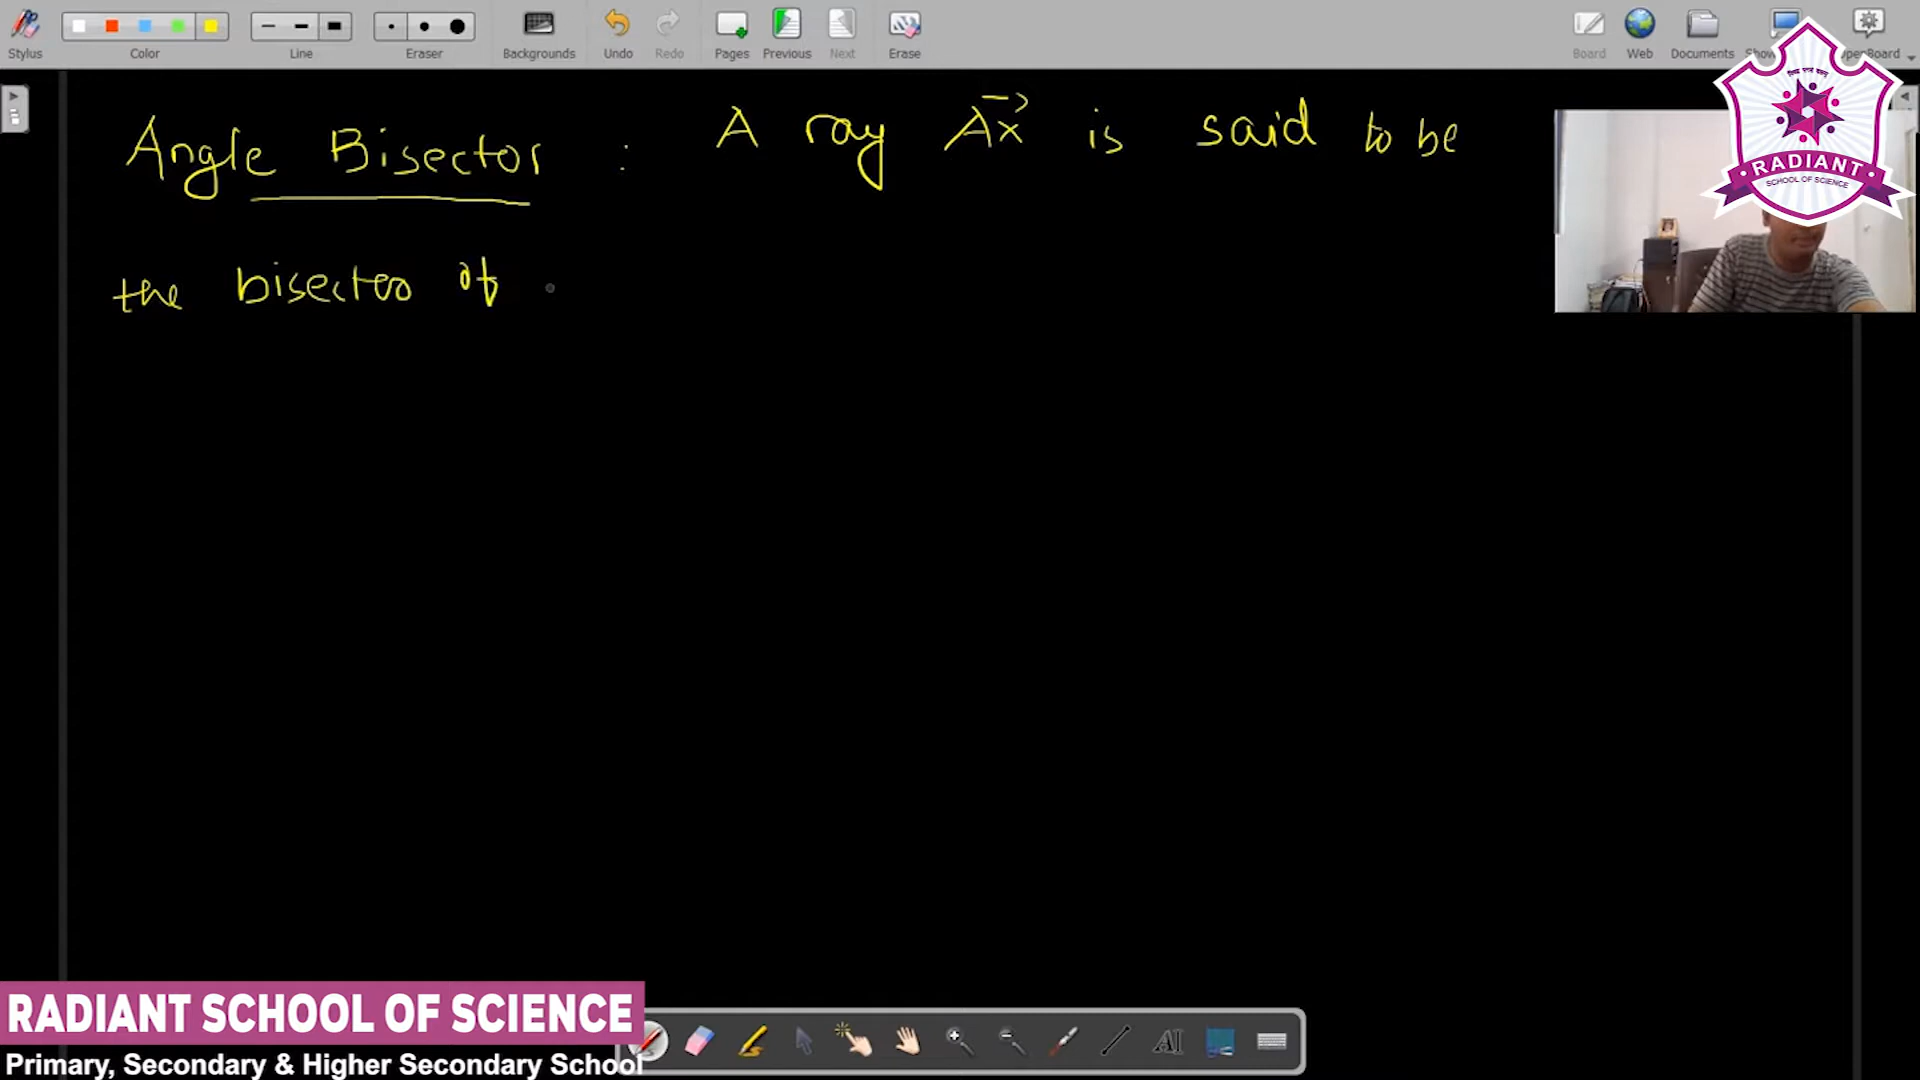 Stylus Color Line Eraser Backgrounds Undo Redo Pages Previous Next Erase Board Web Documents
Angle Bisector : A ray AX⃗ is said to be
the bisector of
RADIANT
SCHOOL OF SCIENCE
RADIANT SCHOOL OF SCIENCE
Primary, Secondary & Higher Secondary School